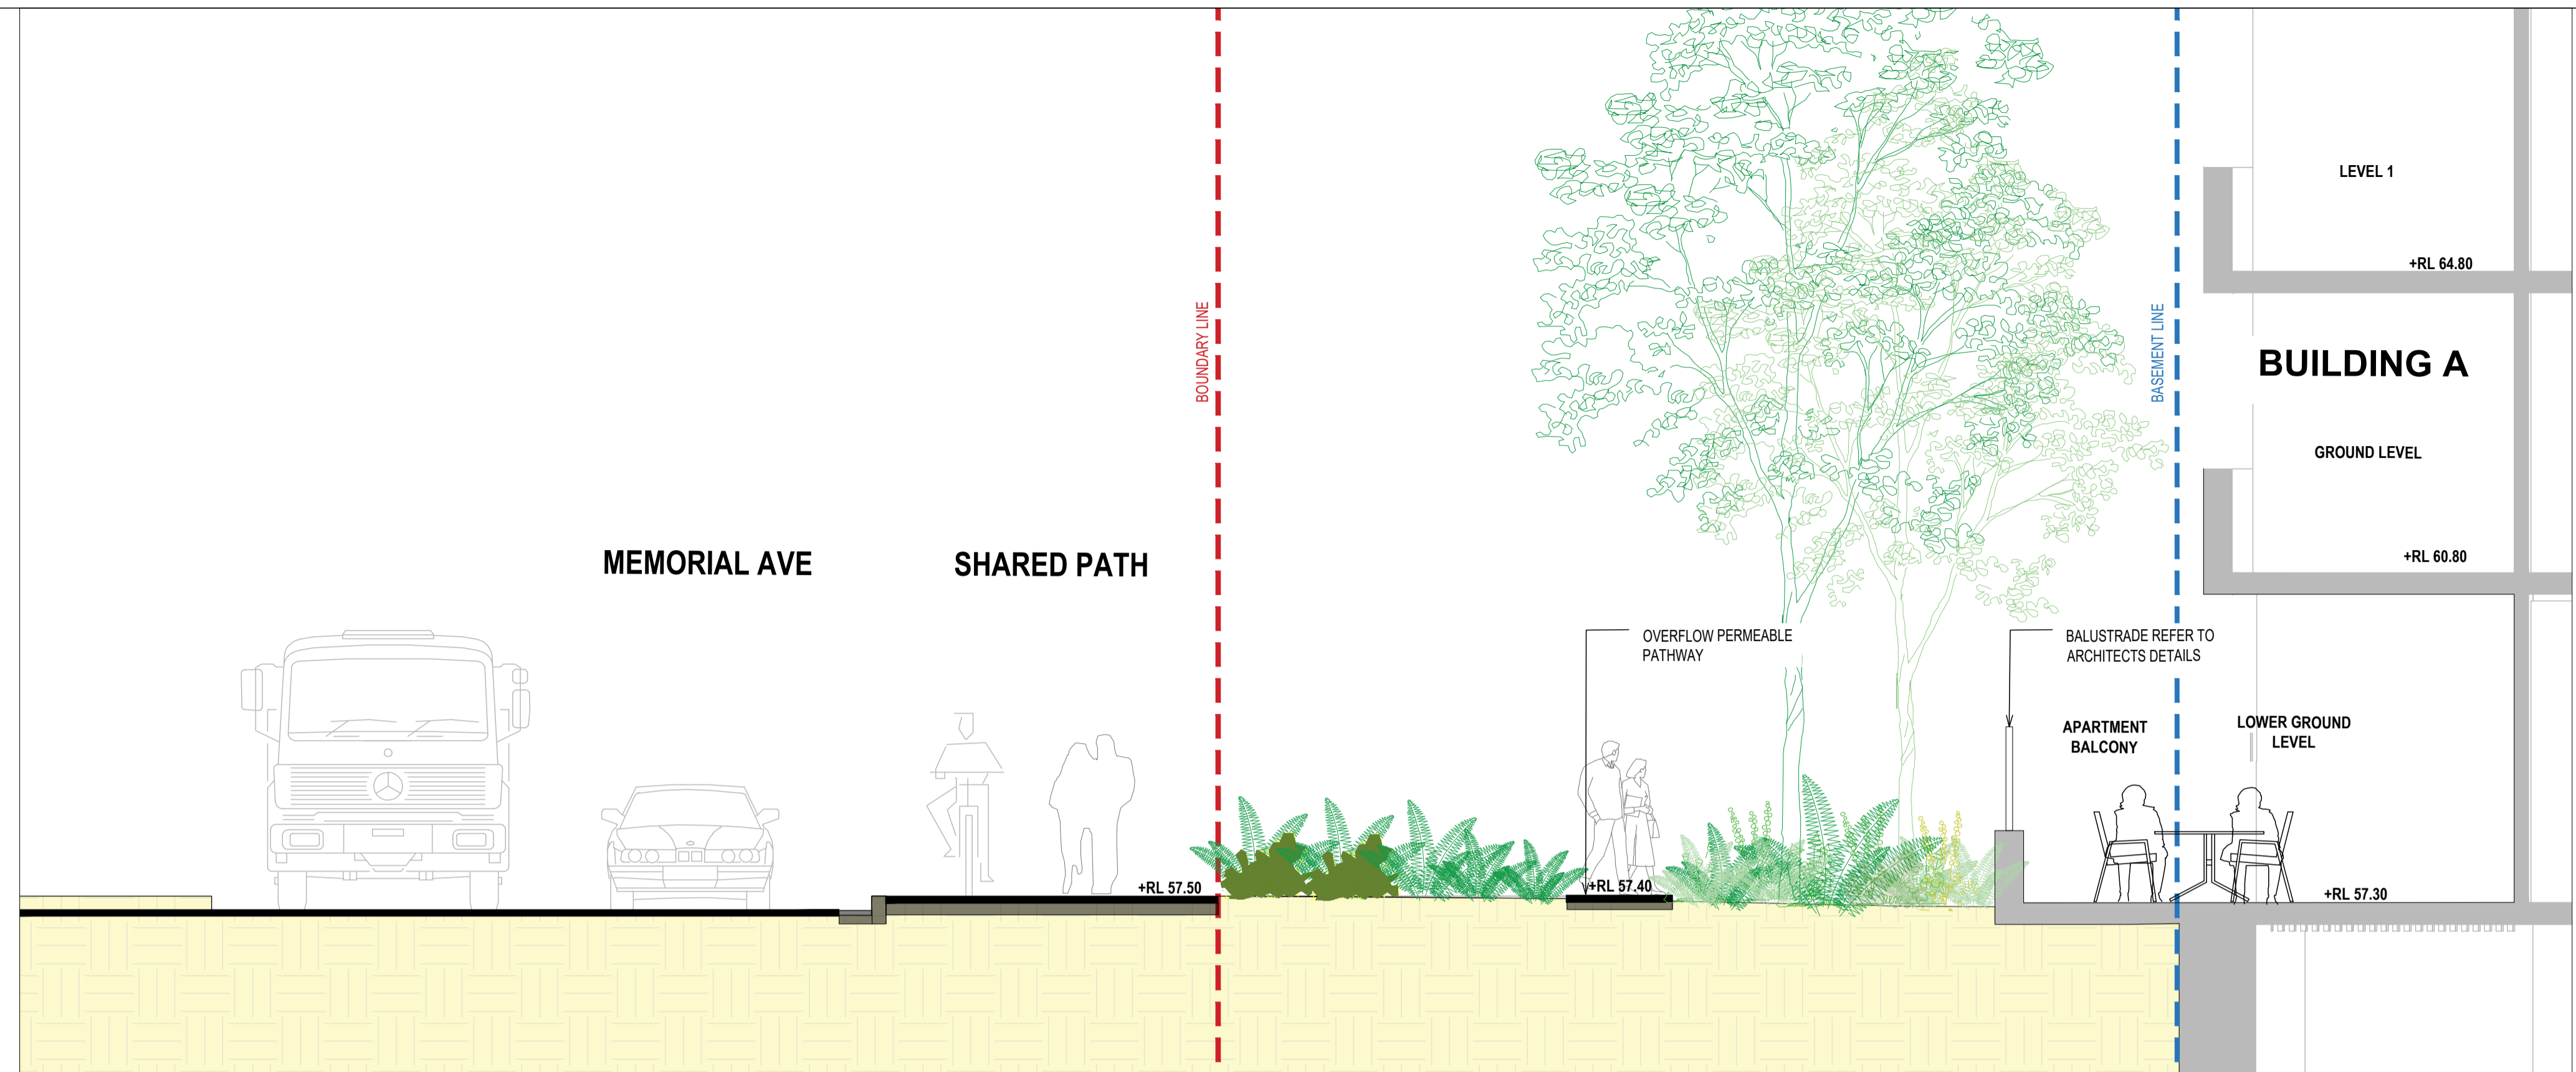 LEVEL 1
+RL 64.80
BOUNDARY LINE
BASEMENT LINE
BUILDING A
GROUND LEVEL
MEMORIAL AVE
SHARED PATH
+RL 60.80
OVERFLOW PERMEABLE
PATHWAY
BALUSTRADE REFER TO
ARCHITECTS DETAILS
APARTMENT
BALCONY
LOWER GROUND
LEVEL
+RL 57.50
+RL 57.40
+RL 57.30